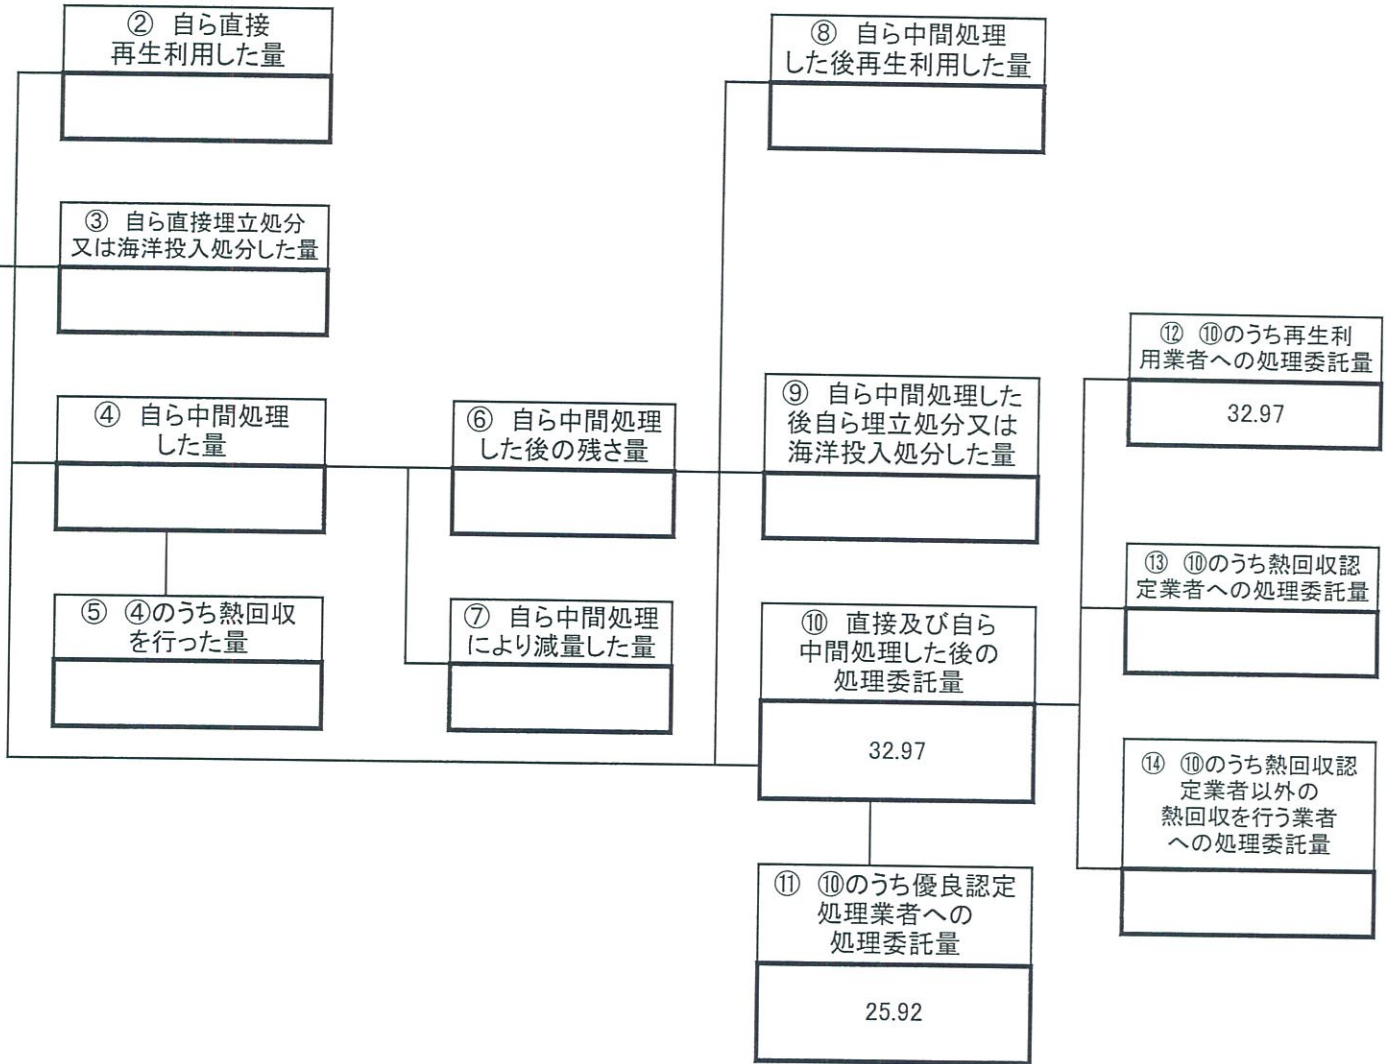 ② 自ら直接
再生利用した量
③ 自ら直接埋立処分
又は海洋投入処分した量
④ 自ら中間処理
した量
⑤ ④のうち熱回収
を行った量
⑥ 自ら中間処理
した後の残さ量
⑦ 自ら中間処理
により減量した量
⑧ 自ら中間処理
した後再生利用した量
⑨ 自ら中間処理した
後自ら埋立処分又は
海洋投入処分した量
⑩ 直接及び自ら
中間処理した後の
処理委託量
32.97
⑪ ⑩のうち優良認定
処理業者への
処理委託量
25.92
⑫ ⑩のうち再生利
用業者への処理委託量
32.97
⑬ ⑩のうち熱回収認
定業者への処理委託量
⑭ ⑩のうち熱回収認
定業者以外の
熱回収を行う業者
への処理委託量